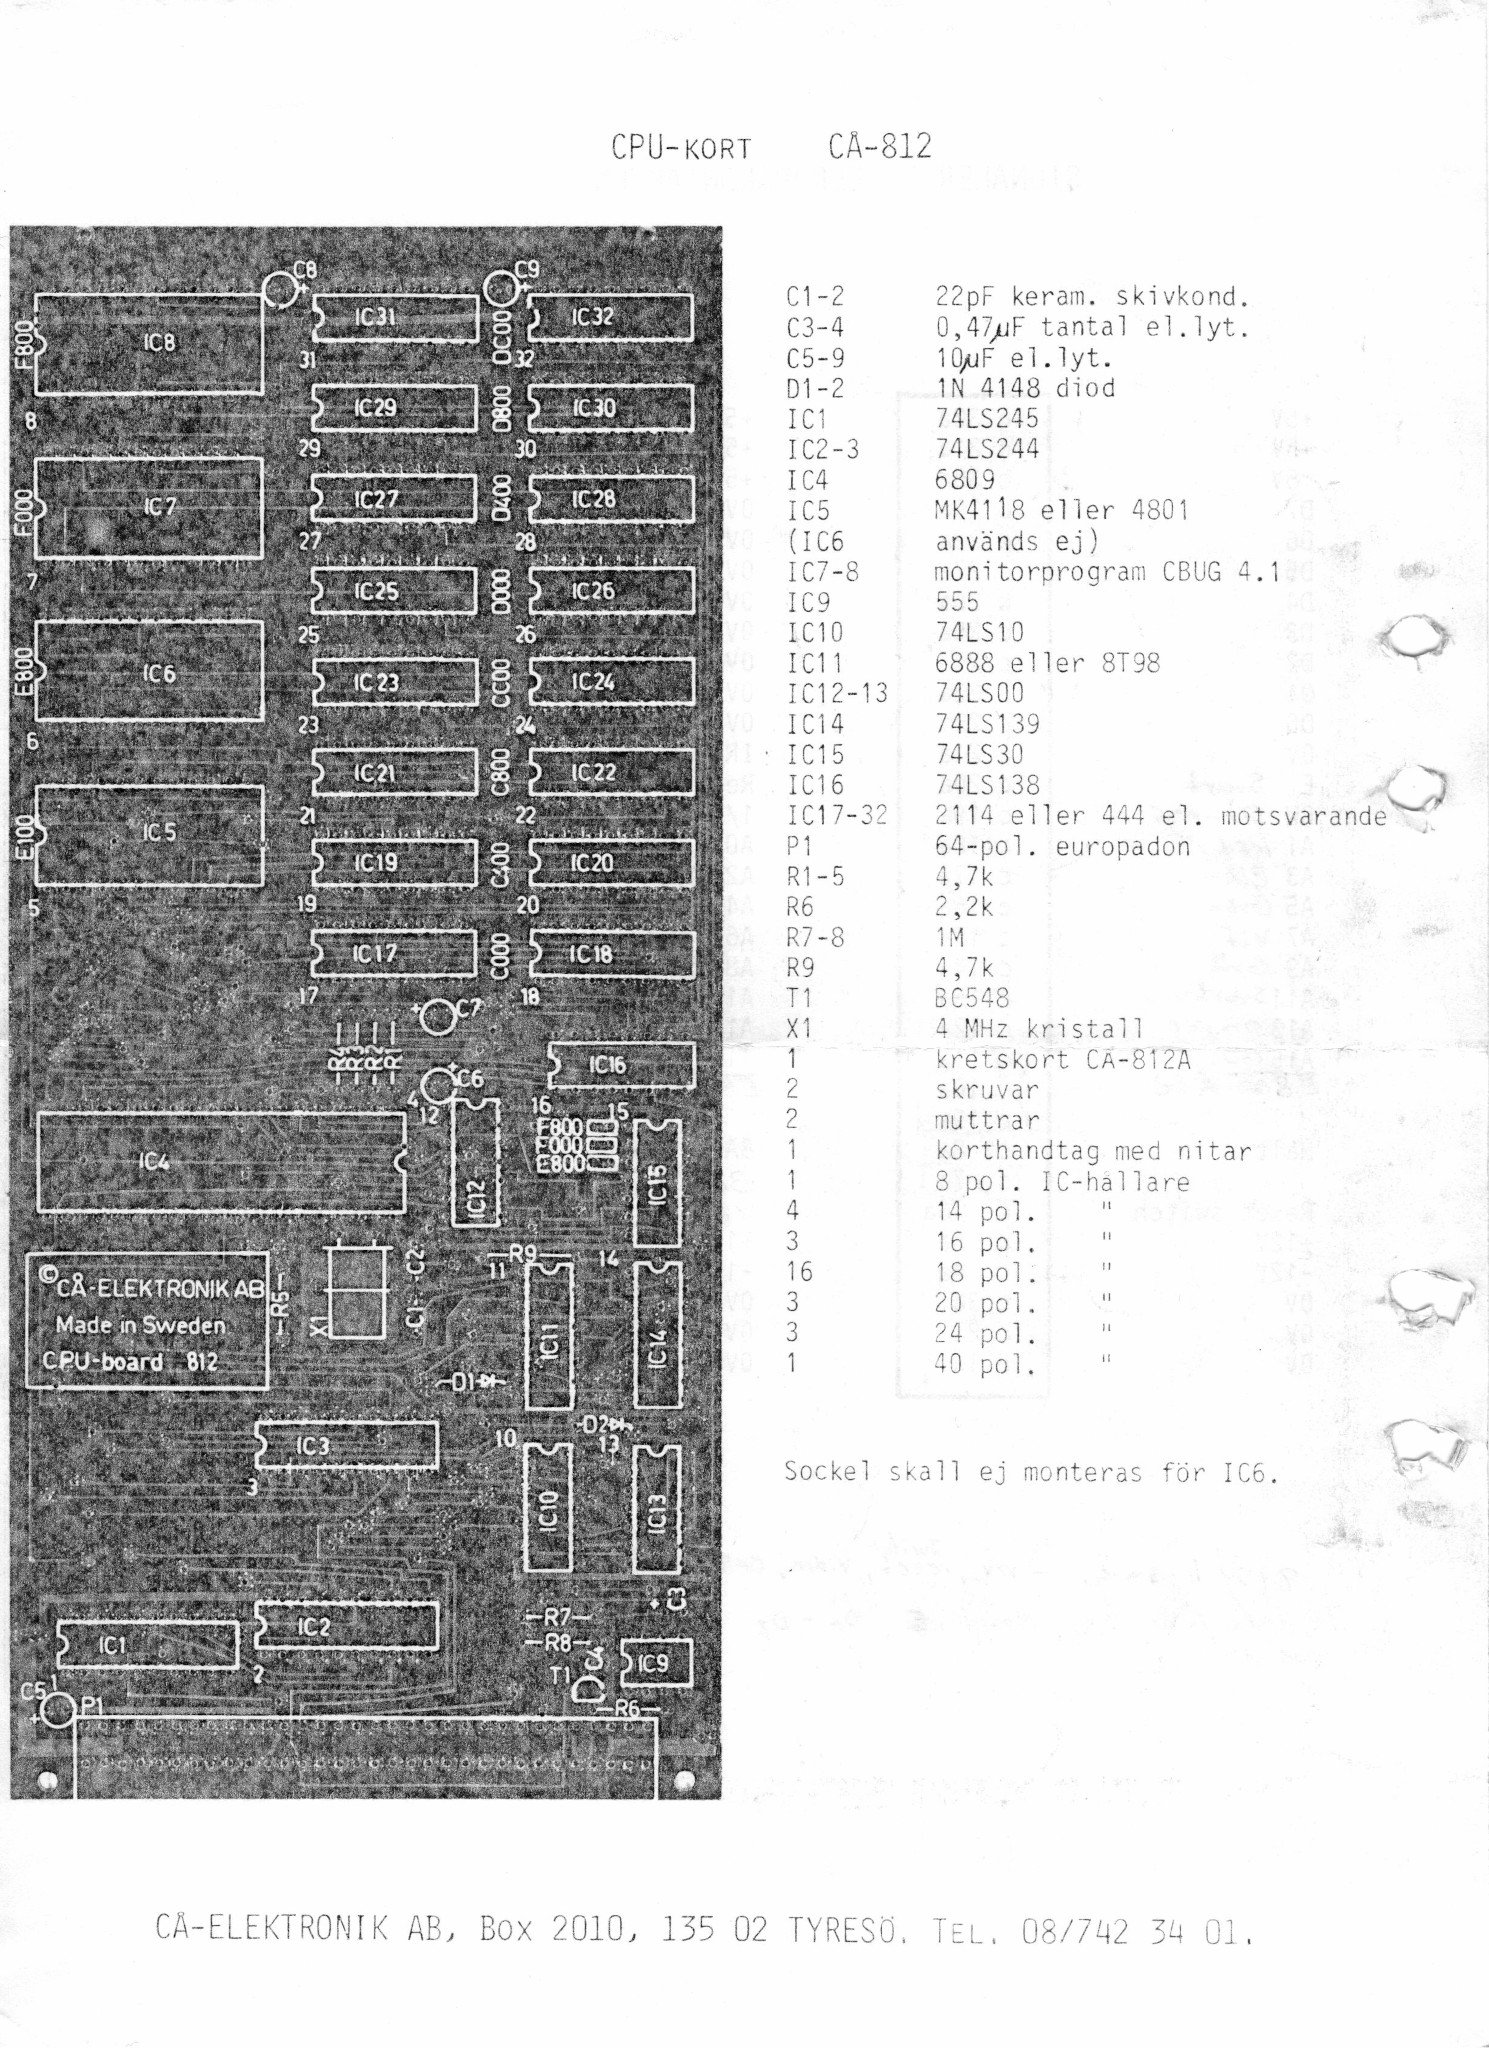 CPU-KORT CÅ-812
C8
C9
F800
IC8
IC31
OC00
IC32
31
32
8
IC29
D800
IC30
29
30
F000
IC7
IC27
D400
IC28
27
28
7
IC25
D000
IC26
25
26
E800
IC6
IC23
CC00
IC24
23
24
6
IC21
C800
IC22
21
22
E100
IC5
IC19
C400
IC20
19
20
5
IC17
C000
IC18
17
18
C7
R4 R3 R2 R1
IC16
C6
4
12
16
15
F800
F000
E800
IC4
IC12
IC15
© CÅ-ELEKTRONIK AB
Made in Sweden
CPU-board 812
R5
X1
C1 C2
R9
11
14
IC11
IC14
D1
D2
IC3
3
10
13
IC10
IC13
C3
IC1
IC2
1
2
R7
R8
C4
T1
IC9
R6
C5
P1
C1-2 22pF keram. skivkond.
C3-4 0,47µF tantal el.lyt.
C5-9 10µF el.lyt.
D1-2 1N 4148 diod
IC1 74LS245
IC2-3 74LS244
IC4 6809
IC5 MK4118 eller 4801
(IC6 används ej)
IC7-8 monitorprogram CBUG 4.1
IC9 555
IC10 74LS10
IC11 6888 eller 8T98
IC12-13 74LS00
IC14 74LS139
IC15 74LS30
IC16 74LS138
IC17-32 2114 eller 444 el. motsvarande
P1 64-pol. europadon
R1-5 4,7k
R6 2,2k
R7-8 1M
R9 4,7k
T1 BC548
X1 4 MHz kristall
1 kretskort CÅ-812A
2 skruvar
2 muttrar
1 korthandtag med nitar
1 8 pol. IC-hållare
4 14 pol. "
3 16 pol. "
16 18 pol. "
3 20 pol. "
3 24 pol. "
1 40 pol. "
Sockel skall ej monteras för IC6.
CÅ-ELEKTRONIK AB, Box 2010, 135 02 TYRESÖ. TEL. 08/742 34 01.